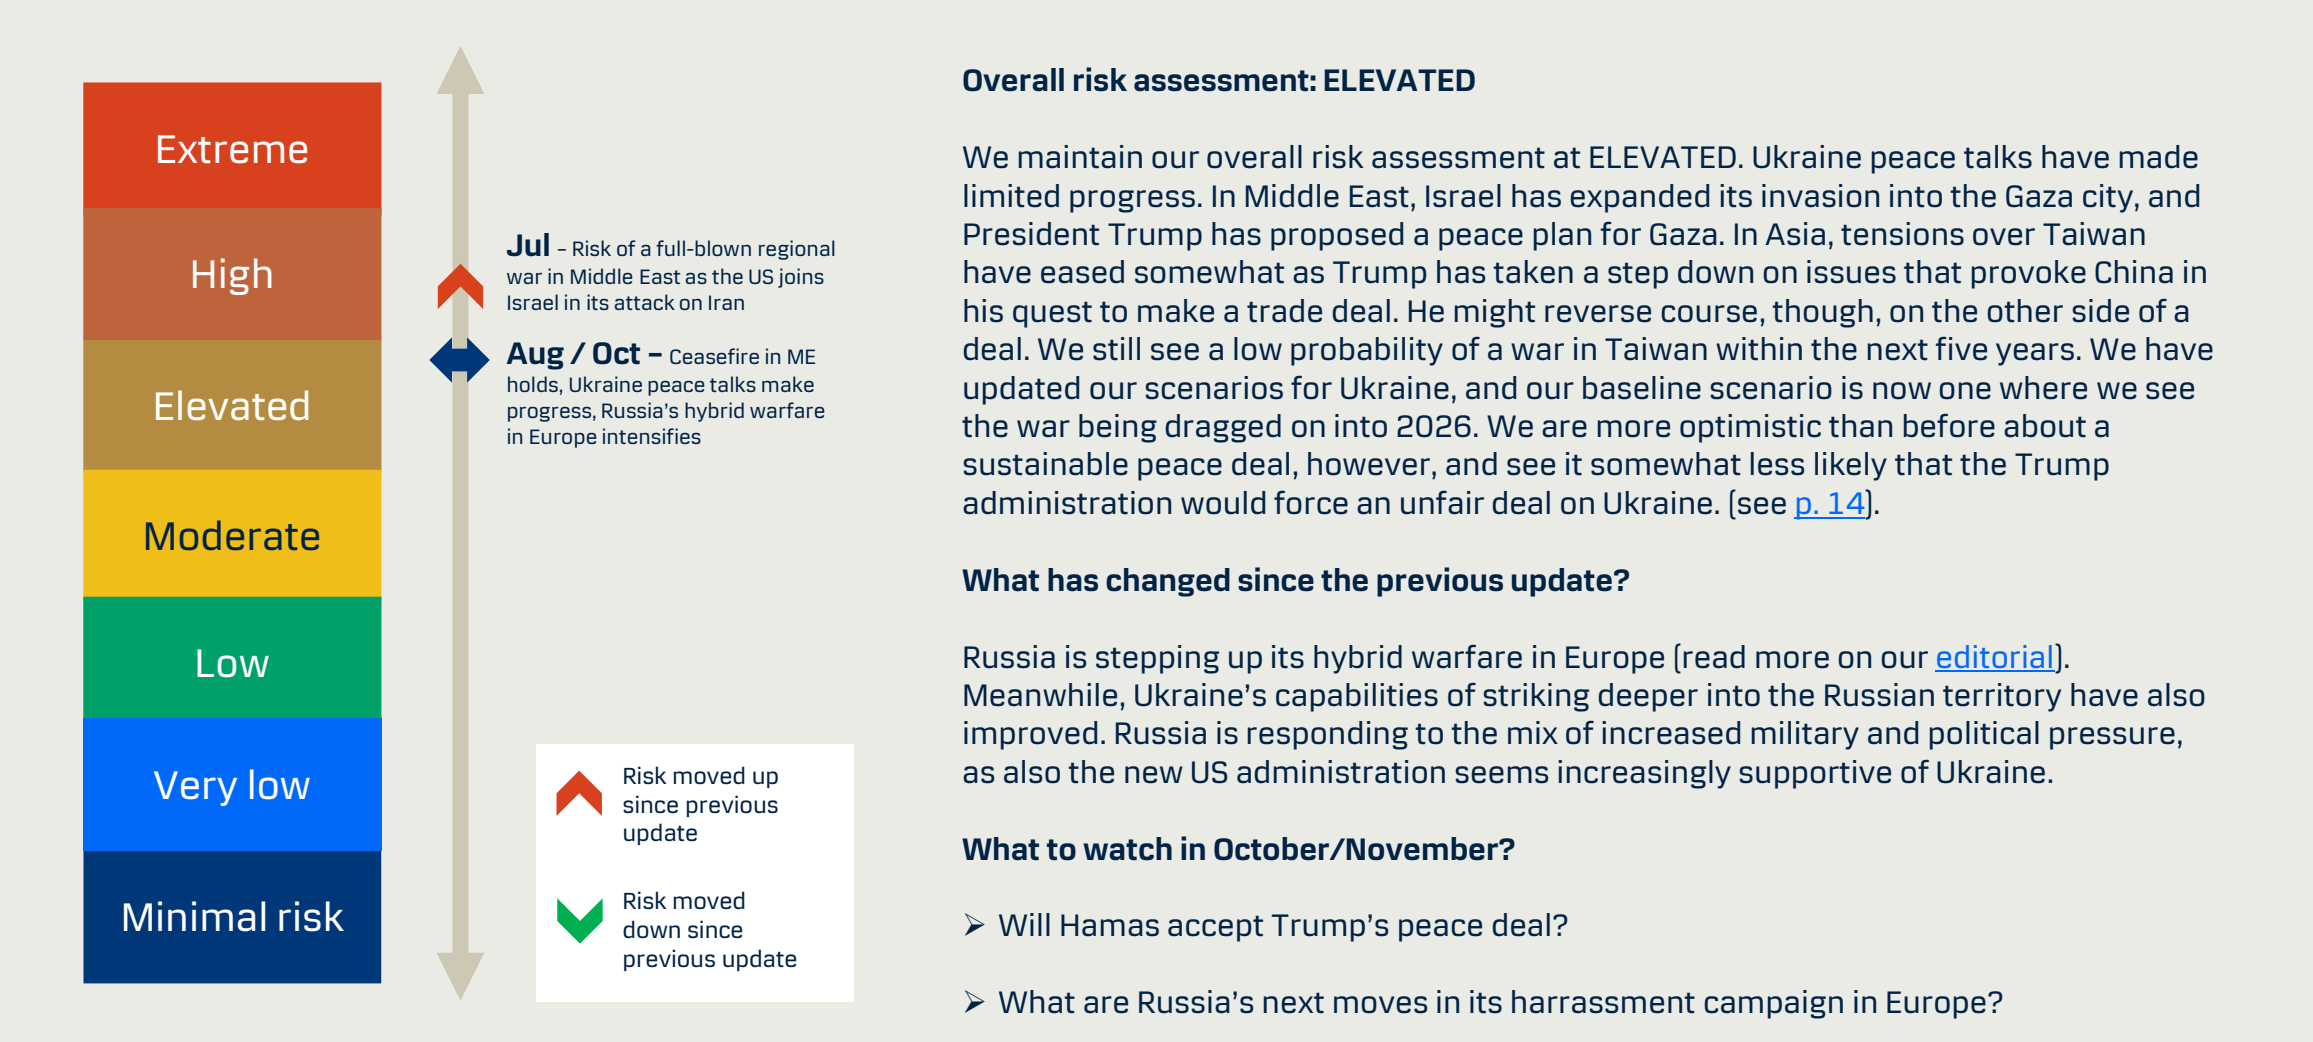 Extreme
High
Elevated
Moderate
Low
Very low
Minimal risk
Jul – Risk of a full-blown regional
war in Middle East as the US joins
Israel in its attack on Iran
Aug / Oct – Ceasefire in ME
holds, Ukraine peace talks make
progress, Russia’s hybrid warfare
in Europe intensifies
Risk moved up
since previous
update
Risk moved
down since
previous update
Overall risk assessment: ELEVATED
We maintain our overall risk assessment at ELEVATED. Ukraine peace talks have made
limited progress. In Middle East, Israel has expanded its invasion into the Gaza city, and
President Trump has proposed a peace plan for Gaza. In Asia, tensions over Taiwan
have eased somewhat as Trump has taken a step down on issues that provoke China in
his quest to make a trade deal. He might reverse course, though, on the other side of a
deal. We still see a low probability of a war in Taiwan within the next five years. We have
updated our scenarios for Ukraine, and our baseline scenario is now one where we see
the war being dragged on into 2026. We are more optimistic than before about a
sustainable peace deal, however, and see it somewhat less likely that the Trump
administration would force an unfair deal on Ukraine. (see p. 14).
What has changed since the previous update?
Russia is stepping up its hybrid warfare in Europe (read more on our editorial).
Meanwhile, Ukraine’s capabilities of striking deeper into the Russian territory have also
improved. Russia is responding to the mix of increased military and political pressure,
as also the new US administration seems increasingly supportive of Ukraine.
What to watch in October/November?
➢ Will Hamas accept Trump’s peace deal?
➢ What are Russia’s next moves in its harrassment campaign in Europe?